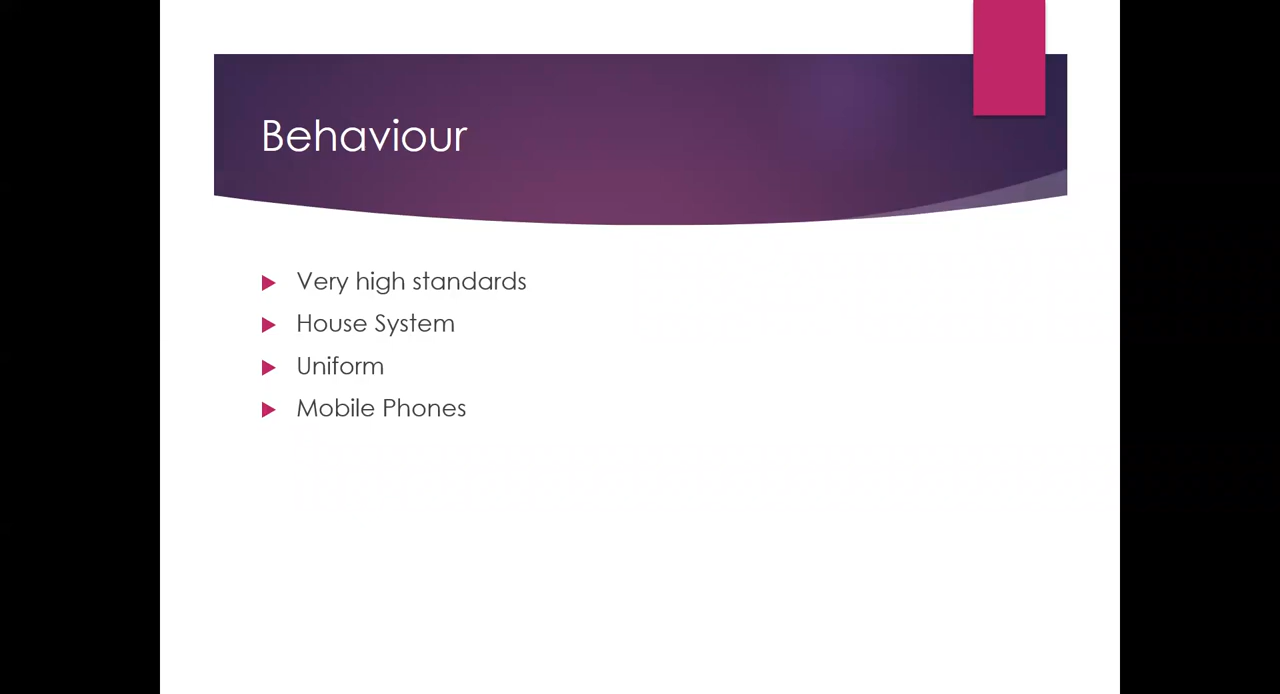 Behaviour
Very high standards
House System
Uniform
Mobile Phones